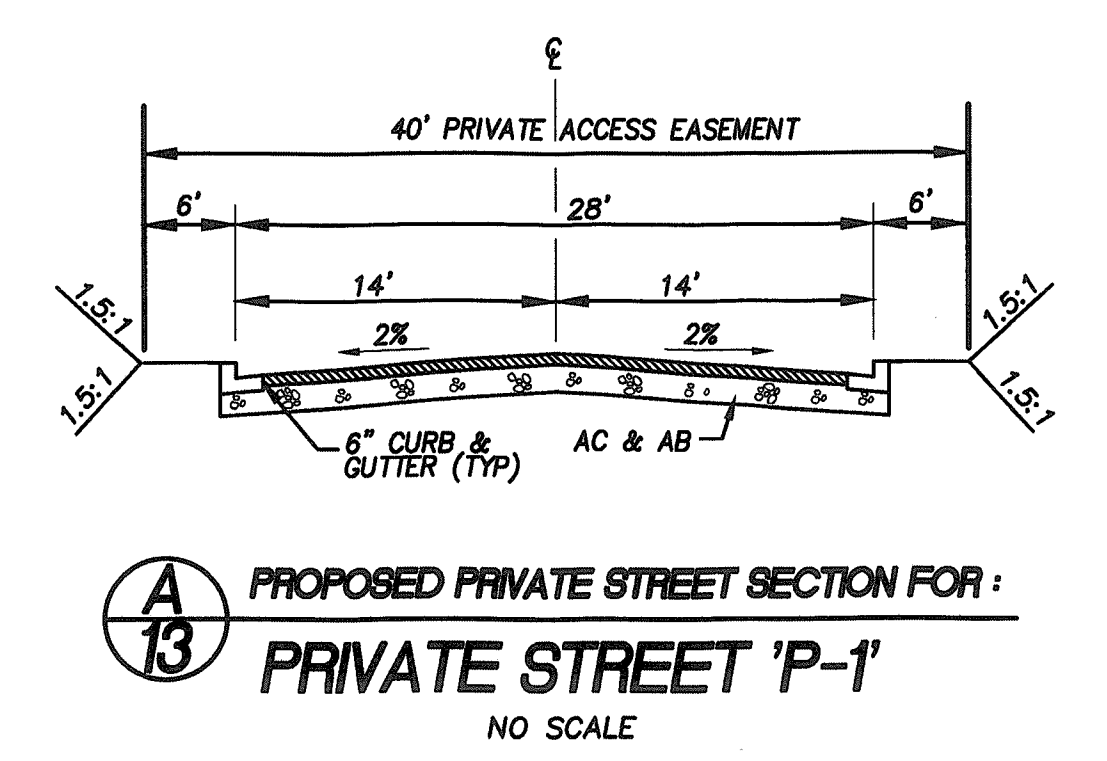 ℄
40' PRIVATE ACCESS EASEMENT
6' 28' 6'
14' 14'
1.5:1 2% 2% 1.5:1
1.5:1 1.5:1
6" CURB &
GUTTER (TYP)
AC & AB
A
13
PROPOSED PRIVATE STREET SECTION FOR :
PRIVATE STREET 'P-1'
NO SCALE